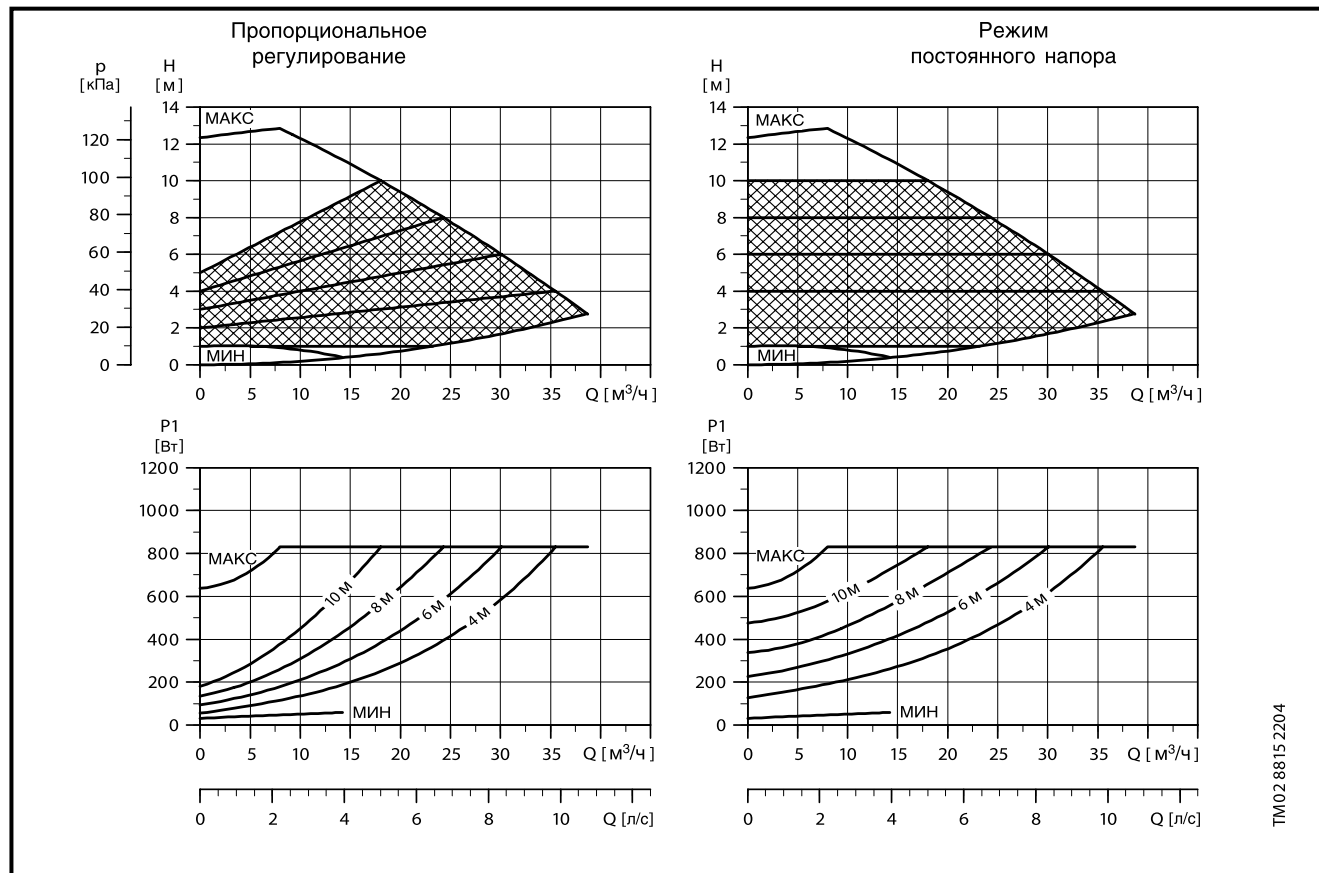 Пропорциональное
регулирование
p
[кПа]
H
[м]
14
12
10
8
6
4
2
0
120
100
80
60
40
20
0
МАКС
МИН
0 5 10 15 20 25 30 35 Q [м³/ч]
Режим
постоянного напора
H
[м]
14
12
10
8
6
4
2
0
МАКС
МИН
0 5 10 15 20 25 30 35 Q [м³/ч]
P1
[Вт]
1200
1000
800
600
400
200
0
МАКС
10 м
8 м
6 м
4 м
МИН
0 5 10 15 20 25 30 35 Q [м³/ч]
0 2 4 6 8 10 Q [л/с]
P1
[Вт]
1200
1000
800
600
400
200
0
МАКС
10 м
8 м
6 м
4 м
МИН
0 5 10 15 20 25 30 35 Q [м³/ч]
0 2 4 6 8 10 Q [л/с]
TM02 8815 2204